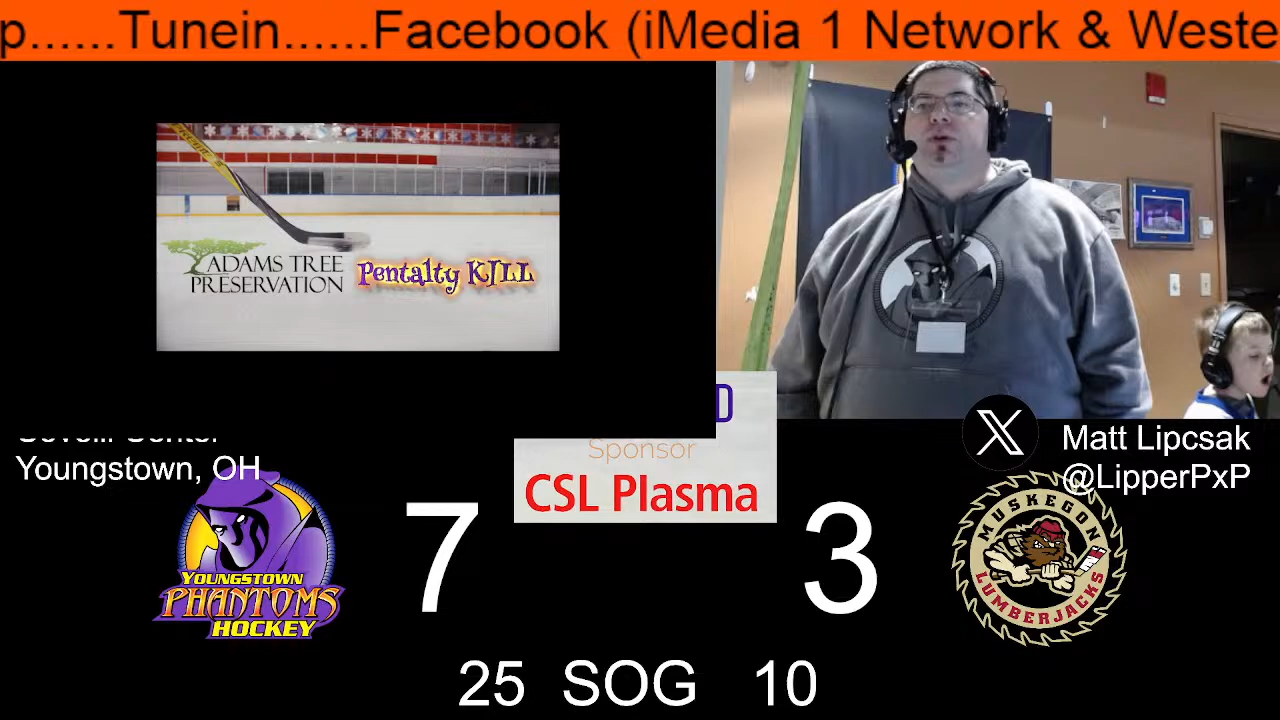 p......Tunein......Facebook (iMedia 1 Network & Weste
ADAMS TREE
PRESERVATION
Pentalty KILL
D
Sponsor
CSL Plasma
Center
Youngstown, OH
Matt Lipcsak
@LipperPxP
YOUNGSTOWN
PHANTOMS
HOCKEY
7
3
MUSKEGON
LUMBERJACKS
25 SOG 10